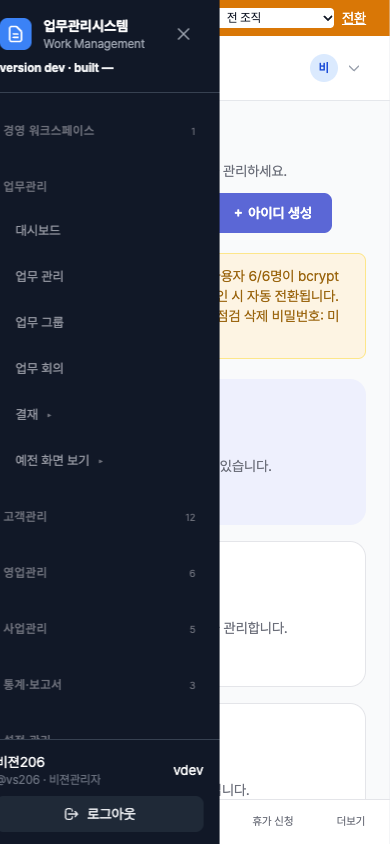 업무관리시스템
Work Management
version dev · built —
경영 워크스페이스 1
업무관리
대시보드
업무 관리
업무 그룹
업무 회의
결재 ▸
예전 화면 보기 ▸
고객관리 12
영업관리 6
사업관리 5
통계·보고서 3
비젼206
@vs206 · 비젼관리자
vdev
로그아웃
전 조직
전환
비
관리하세요.
+ 아이디 생성
용자 6/6명이 bcrypt
인 시 자동 전환됩니다.
점검 삭제 비밀번호: 미
있습니다.
관리합니다.
니다.
휴가 신청
더보기